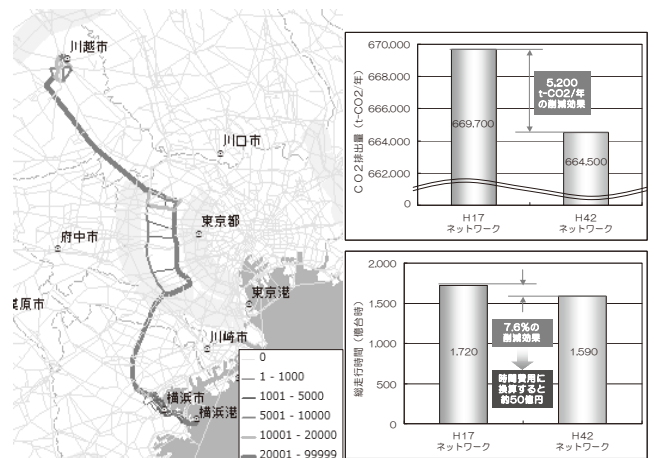 川越市
川口市
東京都
府中市
東京港
川崎市
横浜市
横浜港
0
1 - 1000
1001 - 5000
5001 - 10000
10001 - 20000
20001 - 99999
CO2排出量 (t-CO2/年)
670,000
668,000
666,000
664,000
662,000
0
669,700
664,500
5,200
t-CO2/年
の削減効果
H17
ネットワーク
H42
ネットワーク
総走行時間 (億台時)
2,000
1,500
1,000
500
0
1,720
1,590
7.6%の
削減効果
時間費用に
換算すると
約50億円
H17
ネットワーク
H42
ネットワーク